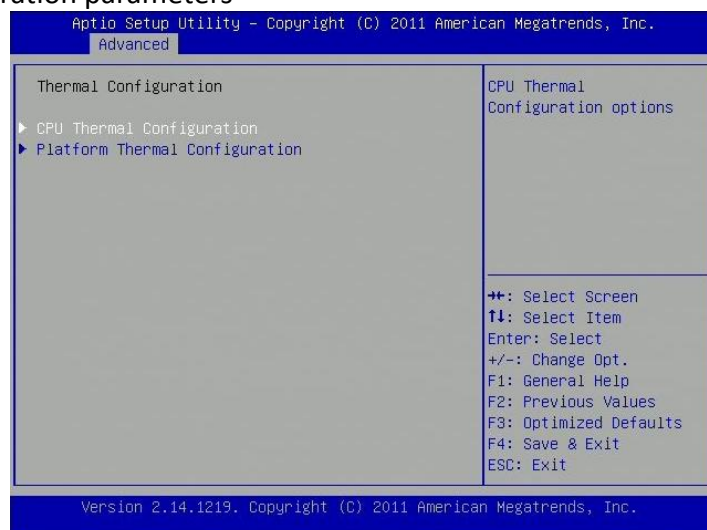 ration parameters
Aptio Setup Utility – Copyright (C) 2011 American Megatrends, Inc.
Advanced
Thermal Configuration
CPU Thermal Configuration
Platform Thermal Configuration
CPU Thermal
Configuration options
→←: Select Screen
↑↓: Select Item
Enter: Select
+/-: Change Opt.
F1: General Help
F2: Previous Values
F3: Optimized Defaults
F4: Save & Exit
ESC: Exit
Version 2.14.1219. Copyright (C) 2011 American Megatrends, Inc.